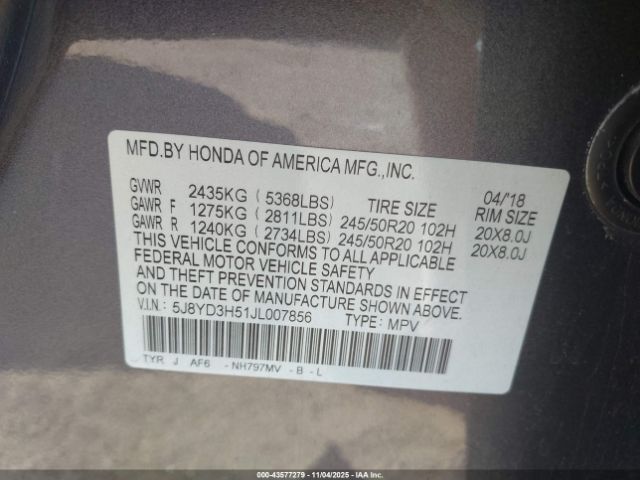 MFD.BY HONDA OF AMERICA MFG.,INC.
04/'18
GVWR 2435KG ( 5368LBS) TIRE SIZE RIM SIZE
GAWR F 1275KG ( 2811LBS) 245/50R20 102H 20X8.0J
GAWR R 1240KG ( 2734LBS) 245/50R20 102H 20X8.0J
THIS VEHICLE CONFORMS TO ALL APPLICABLE
FEDERAL MOTOR VEHICLE SAFETY
AND THEFT PREVENTION STANDARDS IN EFFECT
ON THE DATE OF MANUFACTURE SHOWN ABOVE.
V.I.N.: 5J8YD3H51JL007856 TYPE: MPV
TYR J AF6 - NH797MV - B - L
000-43577279 - 11/04/2025 - IAA.COM